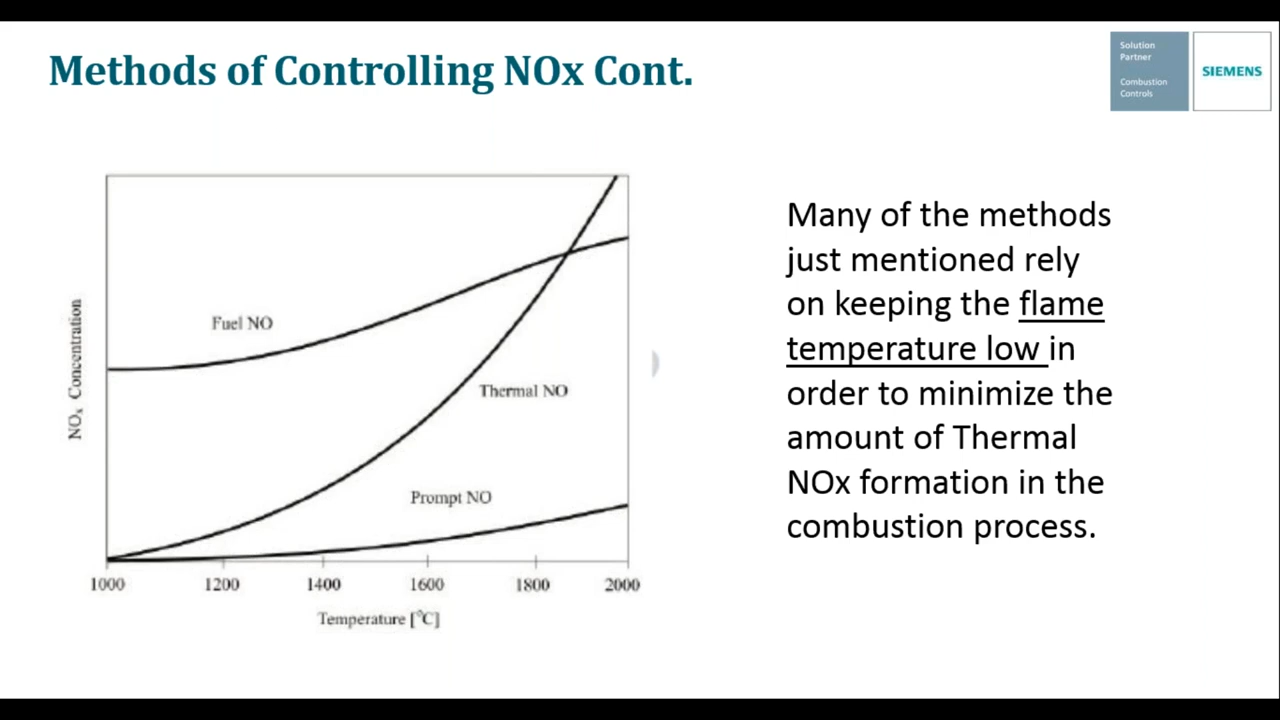 Methods of Controlling NOx Cont.
Solution
Partner
Combustion
Controls
SIEMENS
NOₓ Concentration
Fuel NO
Thermal NO
Prompt NO
1000 1200 1400 1600 1800 2000
Temperature [°C]
Many of the methods
just mentioned rely
on keeping the flame
temperature low in
order to minimize the
amount of Thermal
NOx formation in the
combustion process.